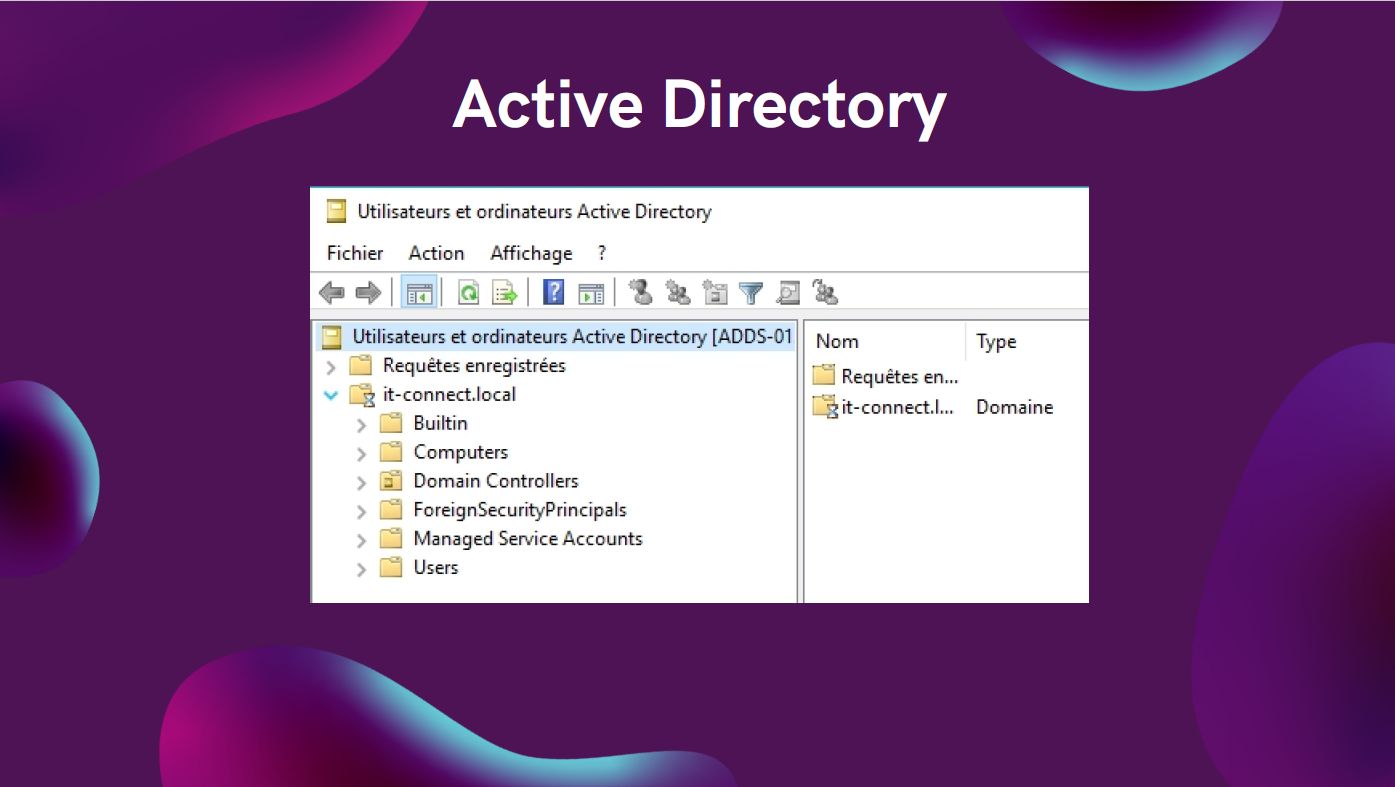 Active Directory
Utilisateurs et ordinateurs Active Directory
Fichier Action Affichage ?
Utilisateurs et ordinateurs Active Directory [ADDS-01
Requêtes enregistrées
it-connect.local
Builtin
Computers
Domain Controllers
ForeignSecurityPrincipals
Managed Service Accounts
Users
Nom Type
Requêtes en...
it-connect.l... Domaine